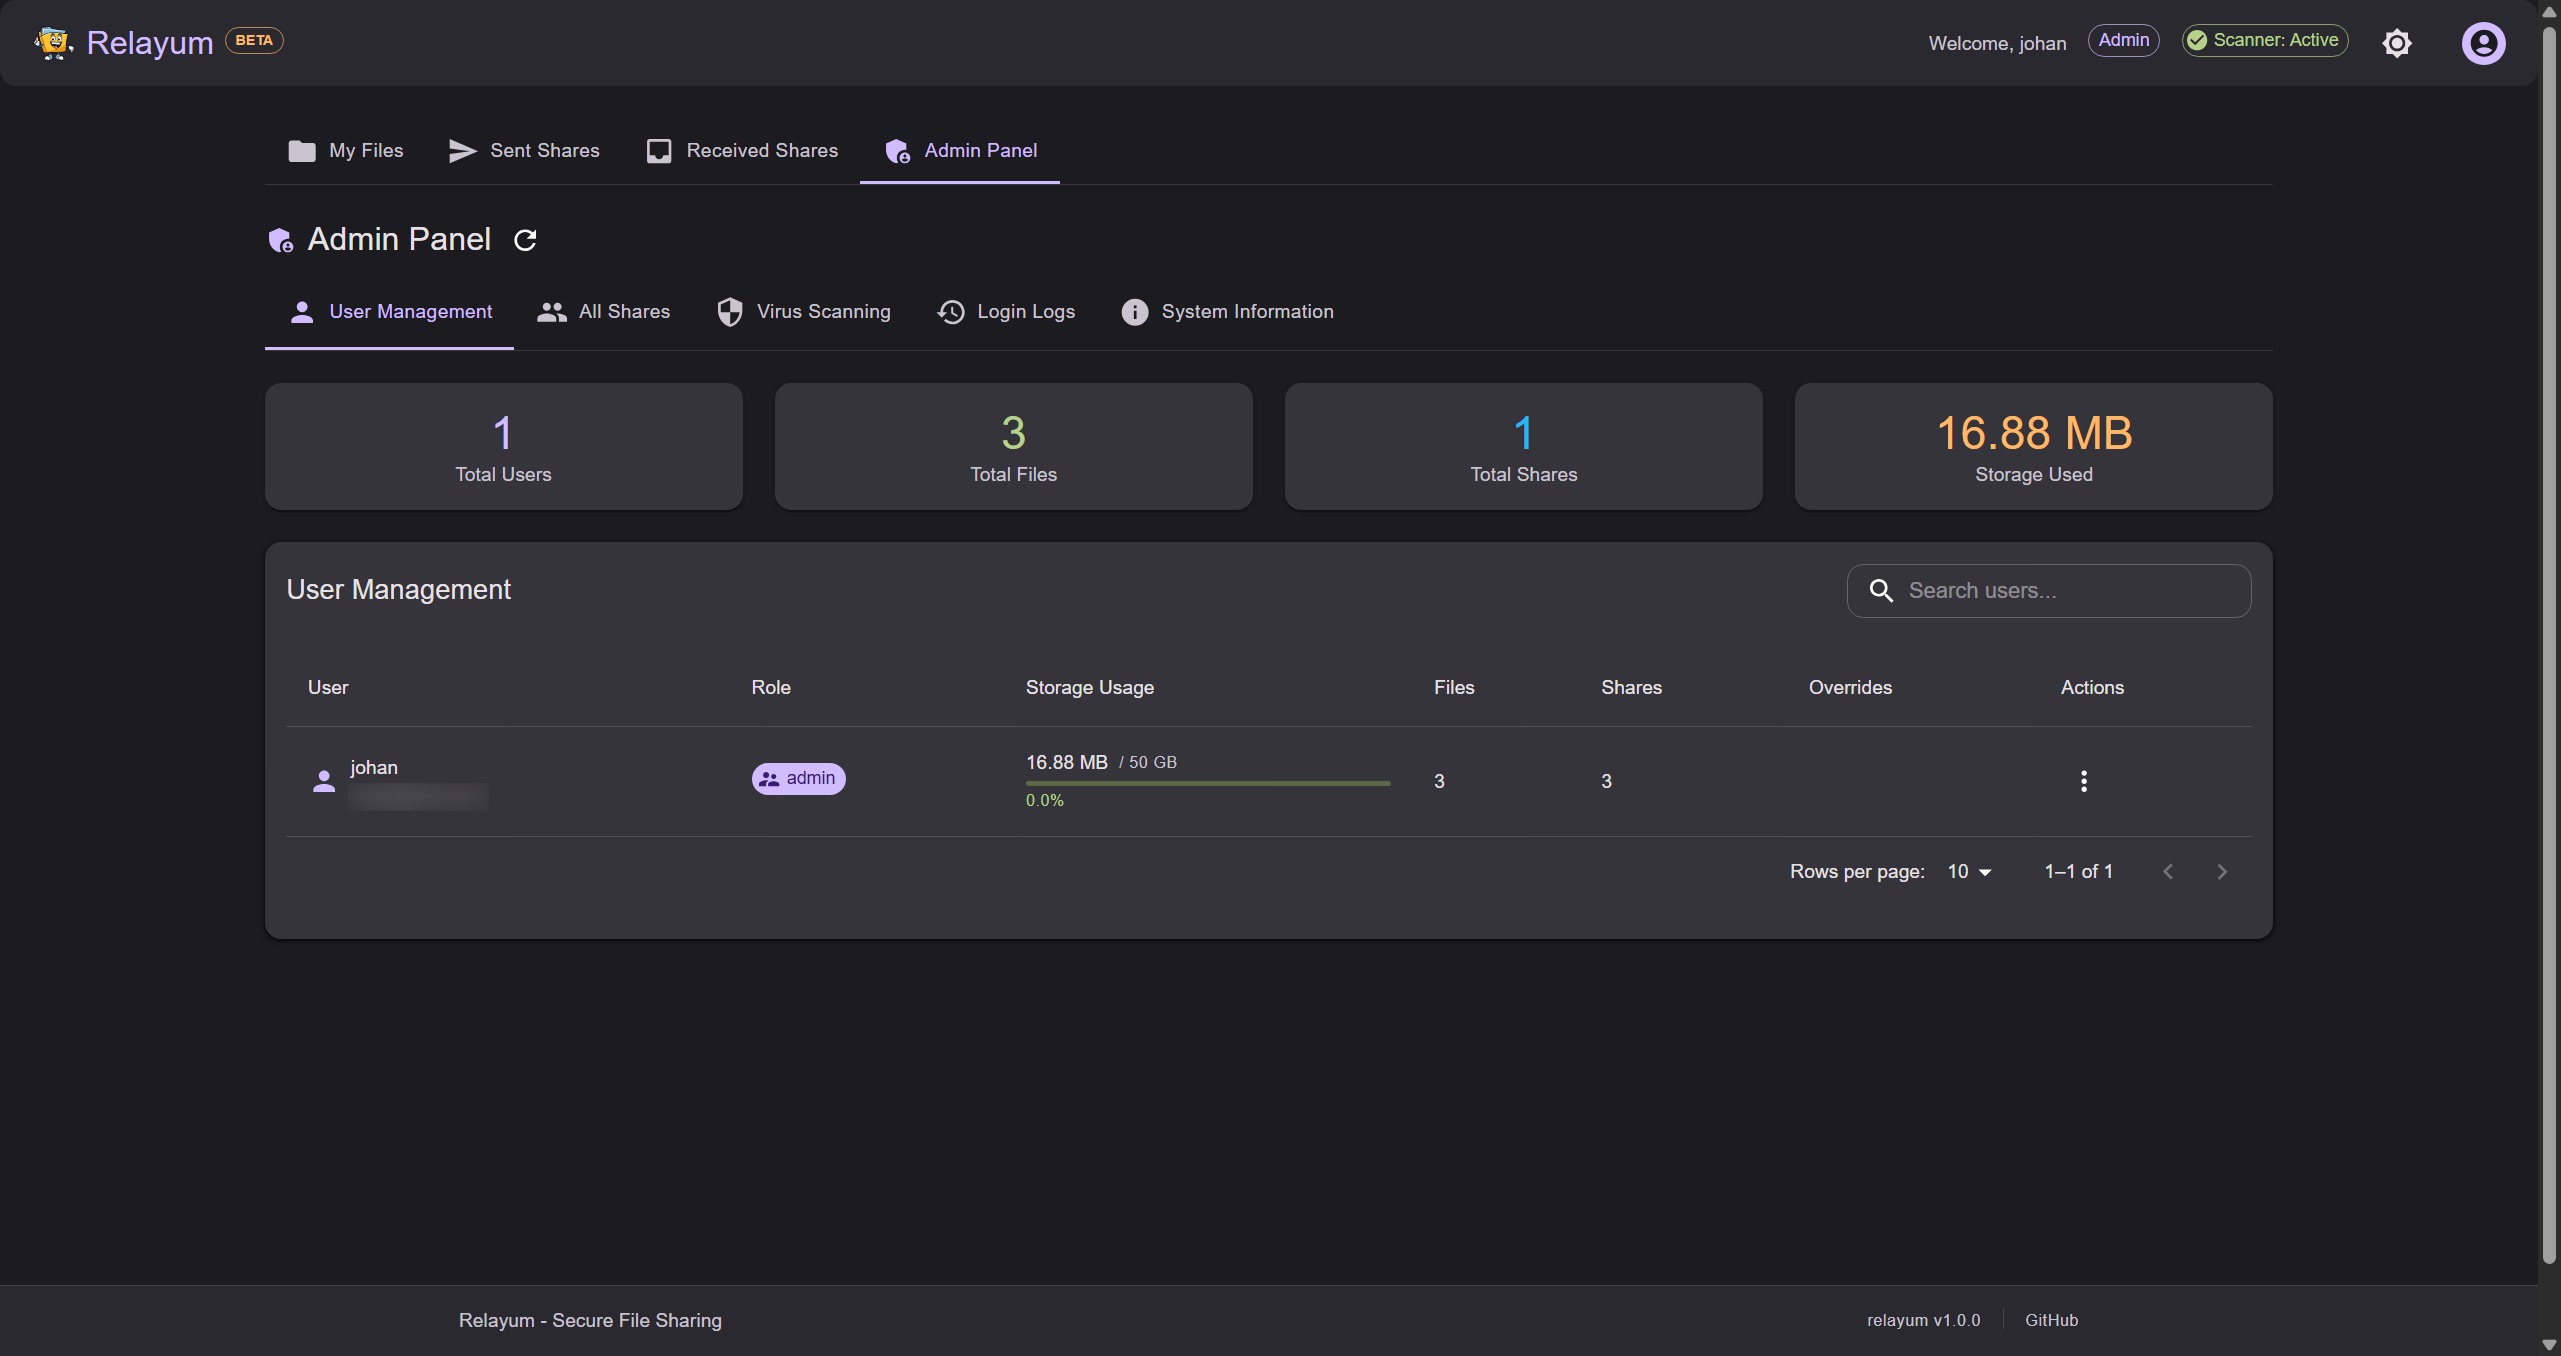 Relayum BETA
Welcome, johan Admin Scanner: Active
My Files Sent Shares Received Shares Admin Panel
Admin Panel
User Management All Shares Virus Scanning Login Logs System Information
1 3 1 16.88 MB
Total Users Total Files Total Shares Storage Used
User Management Search users...
User Role Storage Usage Files Shares Overrides Actions
johan admin 16.88 MB / 50 GB 3 3
0.0%
Rows per page: 10 1–1 of 1
Relayum - Secure File Sharing relayum v1.0.0 GitHub